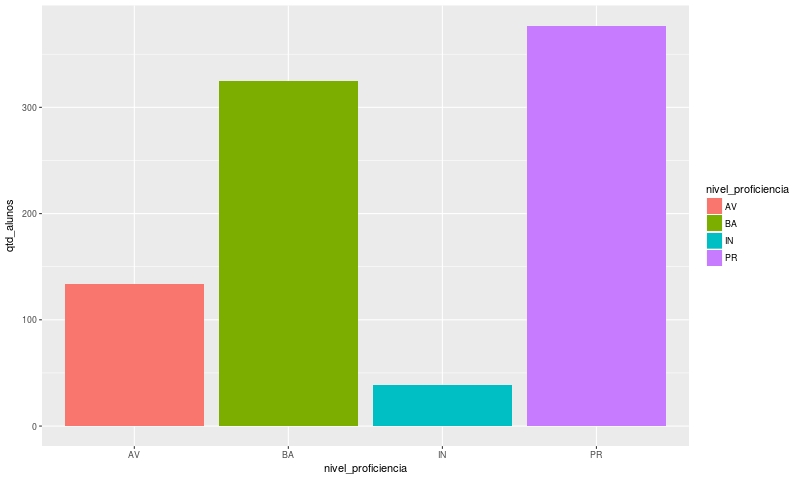 qtd_alunos
300
200
100
0
AV
BA
IN
PR
nivel_proficiencia
nivel_proficiencia
AV
BA
IN
PR